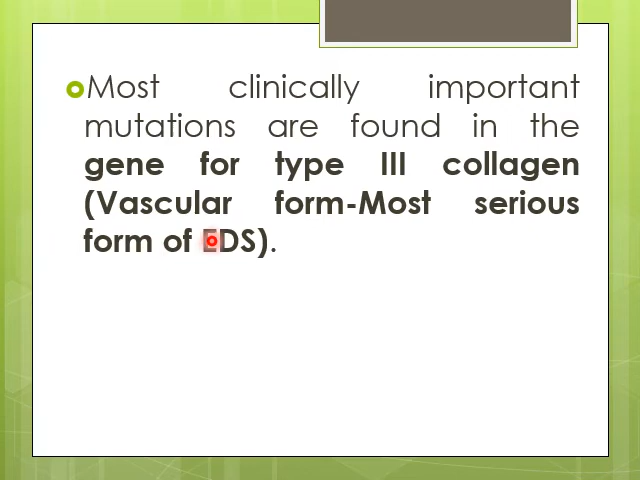 Most clinically important
mutations are found in the
gene for type III collagen
(Vascular form-Most serious
form of EDS).